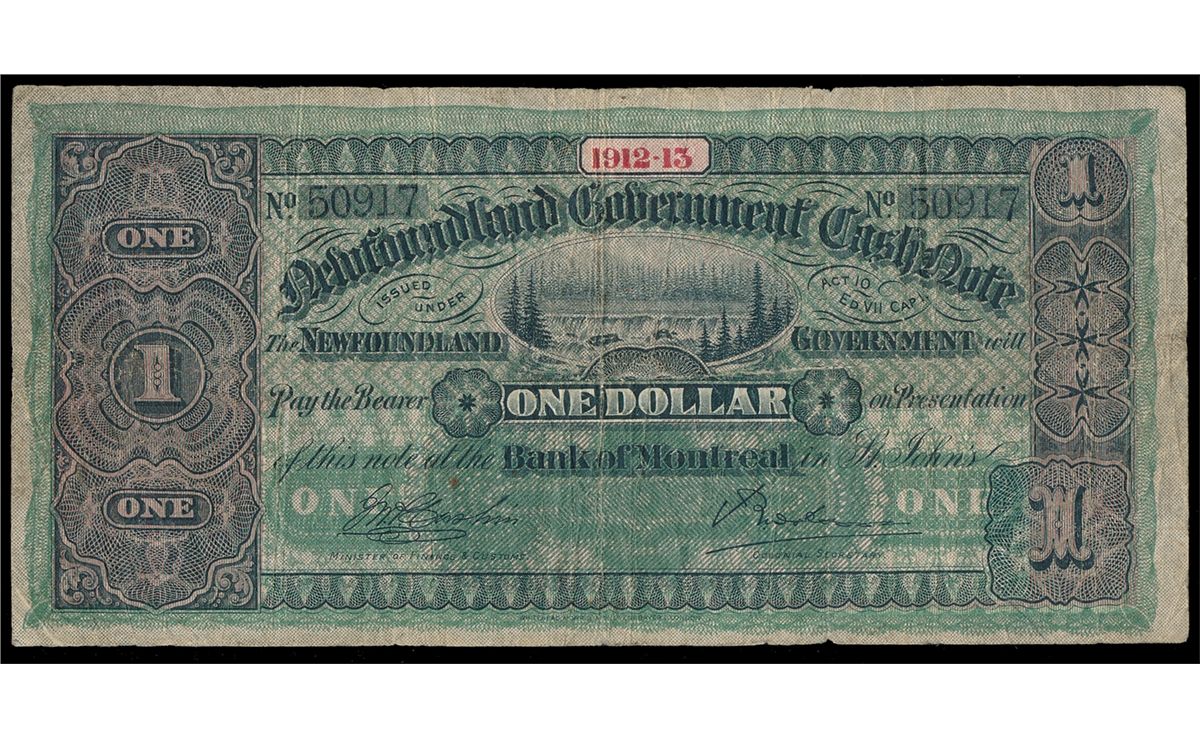 1912-13
No 50917
No 50917
Newfoundland Government Cash Note
ISSUED UNDER
ACT 10 ED. VII CAP 1.
ONE
The NEWFOUNDLAND GOVERNMENT will
1
Pay the Bearer ONE DOLLAR on Presentation
of this note at the Bank of Montreal in St. John's
ONE
ONE
ONE
MINISTER OF FINANCE & CUSTOMS
COLONIAL SECRETARY